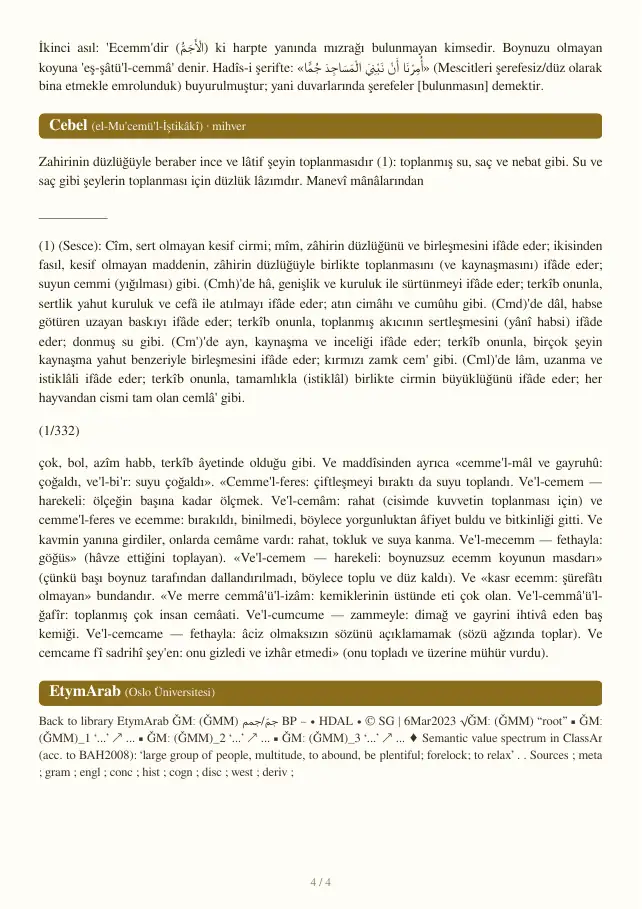 İkinci asıl: 'Ecemm'dir (الْأَجَمُّ) ki harpte yanında mızrağı bulunmayan kimsedir. Boynuzu olmayan
koyuna 'eş-şâtü'l-cemmâ' denir. Hadîs-i şerifte: «أُمِرْنَا أَنْ نَبْنِيَ الْمَسَاجِدَ جُمًّا» (Mescitleri şerefesiz/düz olarak
bina etmekle emrolunduk) buyurulmuştur; yani duvarlarında şerefeler [bulunmasın] demektir.
Cebel (el-Mu'cemü'l-İştikâkî) · mihver
Zahirinin düzlüğüyle beraber ince ve lâtif şeyin toplanmasıdır (1): toplanmış su, saç ve nebat gibi. Su ve
saç gibi şeylerin toplanması için düzlük lâzımdır. Manevî mânâlarından
___________
(1) (Sesce): Cîm, sert olmayan kesif cirmi; mîm, zâhirin düzlüğünü ve birleşmesini ifâde eder; ikisinden
fasıl, kesif olmayan maddenin, zâhirin düzlüğüyle birlikte toplanmasını (ve kaynaşmasını) ifâde eder;
suyun cemmi (yığılması) gibi. (Cmh)'de hâ, genişlik ve kuruluk ile sürtünmeyi ifâde eder; terkîb onunla,
sertlik yahut kuruluk ve cefâ ile atılmayı ifâde eder; atın cimâhı ve cumûhu gibi. (Cmd)'de dâl, habse
götüren uzayan baskıyı ifâde eder; terkîb onunla, toplanmış akıcının sertleşmesini (yânî habsi) ifâde
eder; donmuş su gibi. (Cm')'de ayn, kaynaşma ve inceliği ifâde eder; terkîb onunla, birçok şeyin
kaynaşma yahut benzeriyle birleşmesini ifâde eder; kırmızı zamk cem' gibi. (Cml)'de lâm, uzanma ve
istiklâli ifâde eder; terkîb onunla, tamamlıkla (istiklâl) birlikte cirmin büyüklüğünü ifâde eder; her
hayvandan cismi tam olan cemlâ' gibi.
(1/332)
çok, bol, azîm habb, terkîb âyetinde olduğu gibi. Ve maddîsinden ayrıca «cemme'l-mâl ve gayruhû:
çoğaldı, ve'l-bi'r: suyu çoğaldı». «Cemme'l-feres: çiftleşmeyi bıraktı da suyu toplandı. Ve'l-cemem —
harekeli: ölçeğin başına kadar ölçmek. Ve'l-cemâm: rahat (cisimde kuvvetin toplanması için) ve
cemme'l-feres ve ecemme: bırakıldı, binilmedi, böylece yorgunluktan âfiyet buldu ve bitkinliği gitti. Ve
kavmin yanına girdiler, onlarda cemâme vardı: rahat, tokluk ve suya kanma. Ve'l-mecemm — fethayla:
göğüs» (hâvze ettiğini toplayan). «Ve'l-cemem — harekeli: boynuzsuz ecemm koyunun masdarı»
(çünkü başı boynuz tarafından dallandırılmadı, böylece toplu ve düz kaldı). Ve «kasr ecemm: şürefâtı
olmayan» bundandır. «Ve merre cemmâ'ü'l-izâm: kemiklerinin üstünde eti çok olan. Ve'l-cemmâ'ü'l-
ğafîr: toplanmış çok insan cemâati. Ve'l-cumcume — zammeyle: dimağ ve gayrini ihtivâ eden baş
kemiği. Ve'l-cemcame — fethayla: âciz olmaksızın sözünü açıklamamak (sözü ağzında toplar). Ve
cemcame fî sadrihî şey'en: onu gizledi ve izhâr etmedi» (onu topladı ve üzerine mühür vurdu).
EtymArab (Oslo Üniversitesi)
Back to library EtymArab ǦM: (ǦMM) جمّ/جمم BP – • HDAL • © SG | 6Mar2023 √ǦM: (ǦMM) “root” ▪ ǦM:
(ǦMM)_1 ‘...’ ↗ ... ▪ ǦM: (ǦMM)_2 ‘...’ ↗ ... ▪ ǦM: (ǦMM)_3 ‘...’ ↗ ... ♦ Semantic value spectrum in ClassAr
(acc. to BAH2008): ‘large group of people, multitude, to abound, be plentiful; forelock; to relax’ . . Sources ; meta
; gram ; engl ; conc ; hist ; cogn ; disc ; west ; deriv ;
4 / 4